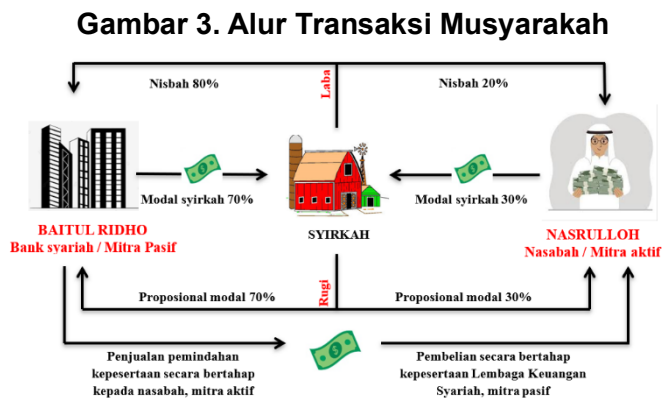 Gambar 3. Alur Transaksi Musyarakah
Nisbah 80%
Laba
Nisbah 20%
Modal syirkah 70%
Modal syirkah 30%
BAITUL RIDHO
Bank syariah / Mitra Pasif
SYIRKAH
NASRULLOH
Nasabah / Mitra aktif
Proposional modal 70%
Rugi
Proposional modal 30%
Penjualan pemindahan
kepesertaan secara bertahap
kepada nasabah, mitra aktif
Pembelian secara bertahap
kepesertaan Lembaga Keuangan
Syariah, mitra pasif